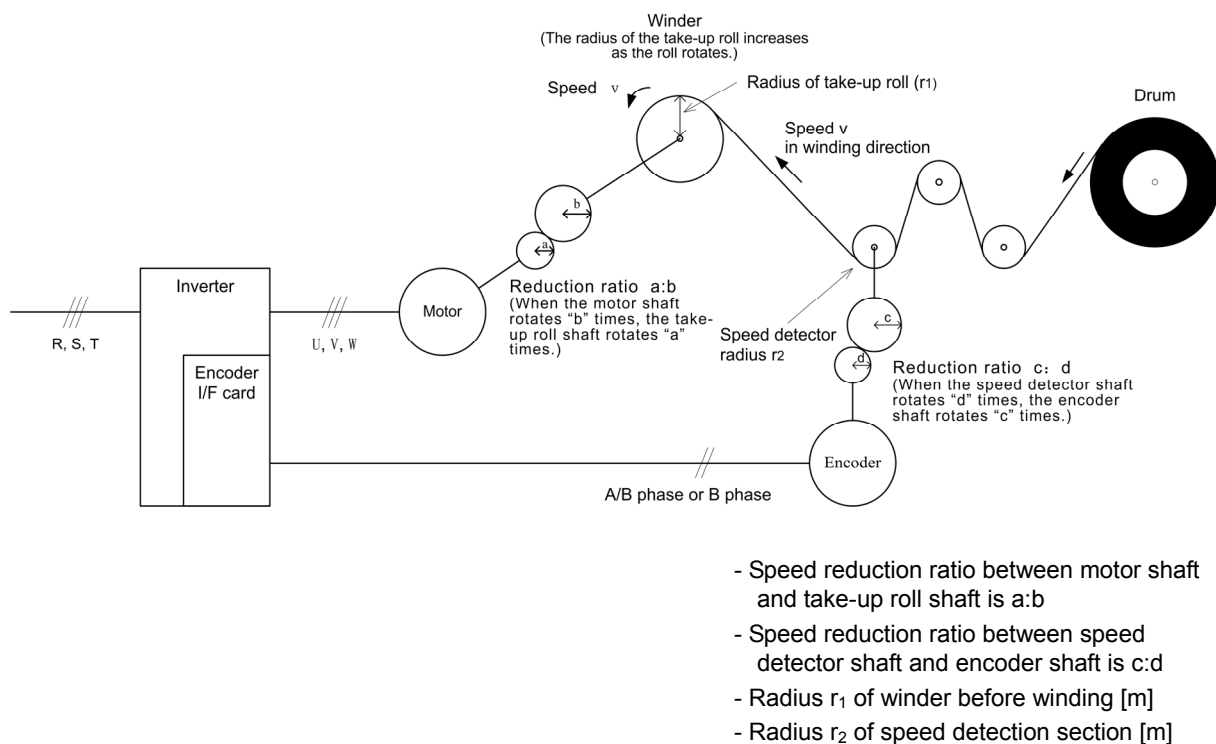 Winder
(The radius of the take-up roll increases
as the roll rotates.)
Speed v
Radius of take-up roll (r1)
Drum
Speed v
in winding direction
b
a
Reduction ratio a:b
(When the motor shaft
rotates “b” times, the take-
up roll shaft rotates “a”
times.)
Inverter
Motor
R, S, T
U, V, W
Encoder
I/F card
Speed detector
radius r2
c
d
Reduction ratio c: d
(When the speed detector shaft
rotates “d” times, the encoder
shaft rotates “c” times.)
Encoder
A/B phase or B phase
- Speed reduction ratio between motor shaft
and take-up roll shaft is a:b
- Speed reduction ratio between speed
detector shaft and encoder shaft is c:d
- Radius r1 of winder before winding [m]
- Radius r2 of speed detection section [m]